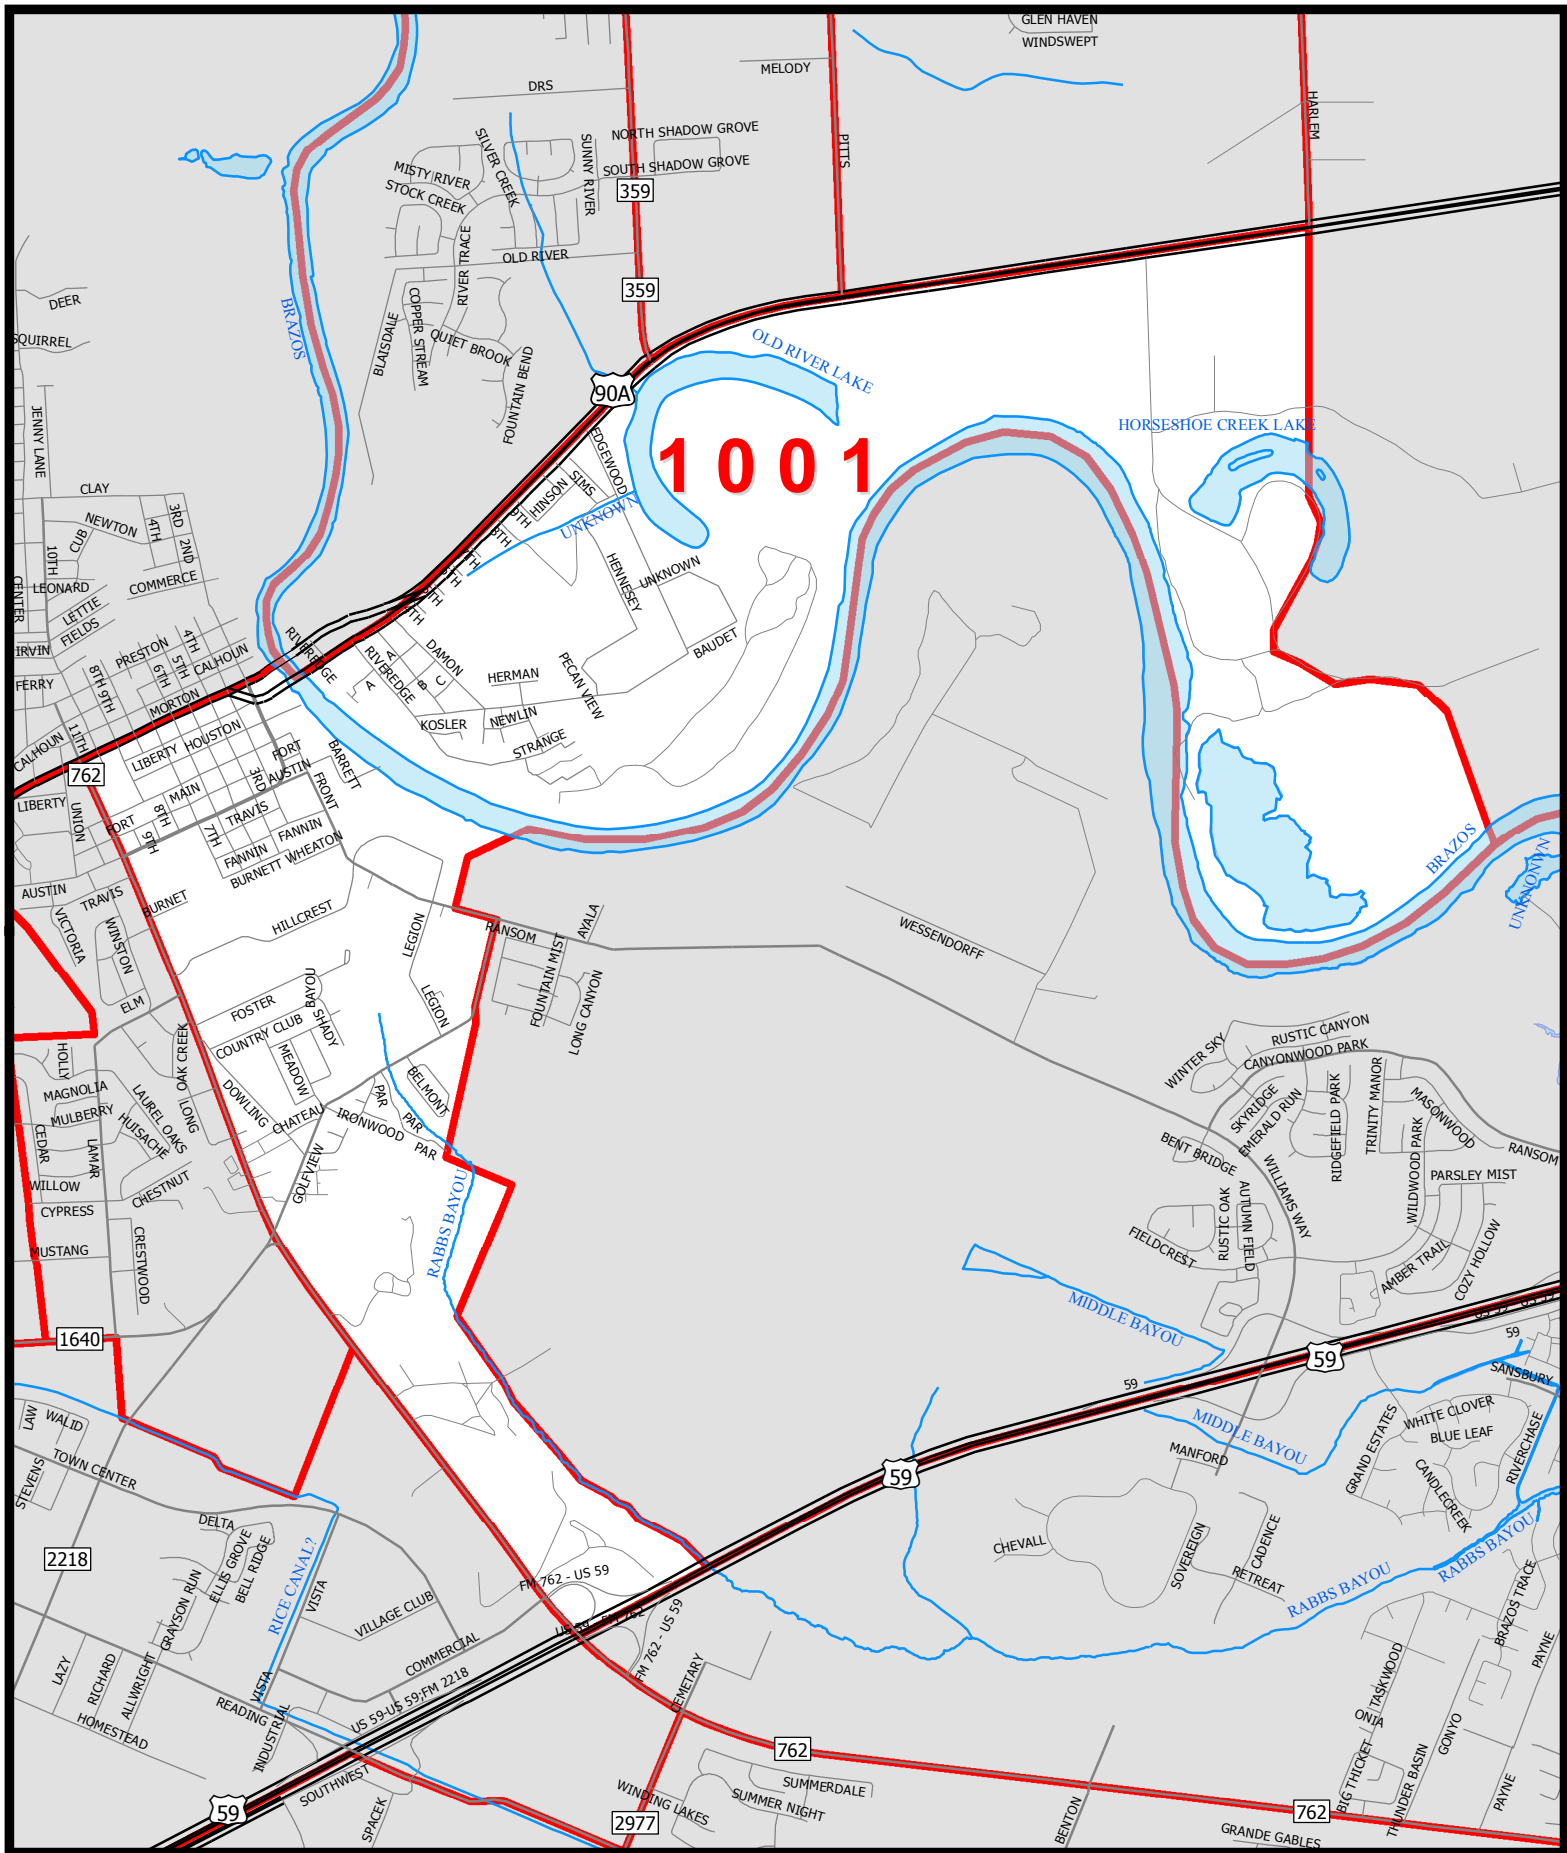 GLEN HAVEN
WINDSWEPT
MELODY
DRS
HARLEM
NORTH SHADOW GROVE
SOUTH SHADOW GROVE
SILVER CREEK
SUNNY RIVER
PITTS
MISTY RIVER
STOCK CREEK
359
RIVER TRACE
OLD RIVER
359
DEER
SQUIRREL
BRAZOS
BLAISDALE
COPPER STREAM
QUIET BROOK
FOUNTAIN BEND
OLD RIVER LAKE
90A
JENNY LANE
HORSESHOE CREEK LAKE
1001
EDGEWOOD
SIMS
HINSON
UNKNOWN
9TH
8TH
7TH
6TH
5TH
4TH
CLAY
NEWTON
4TH
3RD
2ND
CUB
10TH
COMMERCE
LEONARD
CENTER
LETTIE
FIELDS
HENNESEY
UNKNOWN
BAUDET
IRVIN
PRESTON
4TH
5TH
6TH
CALHOUN
8TH
9TH
FERRY
MORTON
RIVEREDGE
RIVEREDGE
DAMON
A
A
B
C
HERMAN
PECAN VIEW
KOSLER
NEWLIN
STRANGE
CALHOUN
11TH
LIBERTY
HOUSTON
762
FORT
BARRETT
AUSTIN
3RD
FRONT
LIBERTY
MAIN
UNION
FORT
8TH
9TH
7TH
TRAVIS
FANNIN
FANNIN
BURNETT
WHEATON
BRAZOS
UNKNONWN
AUSTIN
TRAVIS
BURNET
VICTORIA
WINSTON
HILLCREST
LEGION
RANSOM
AYALA
WESSENDORFF
ELM
FOSTER
BAYOU
SHADY
LEGION
FOUNTAIN MIST
LONG CANYON
COUNTRY CLUB
MEADOW
HOLLY
OAK CREEK
MAGNOLIA
MULBERRY
LAUREL OAKS
HUISACHE
LONG
DOWLING
CHATEAU
IRONWOOD
PAR
PAR
PAR
BELMONT
WINTER SKY
RUSTIC CANYON
CANYONWOOD PARK
SKYRIDGE
EMERALD RUN
RIDGEFIELD PARK
TRINITY MANOR
MASONWOOD
RANSOM
CEDAR
LAMAR
WILLOW
CYPRESS
CHESTNUT
GOLFVIEW
RABBS BAYOU
BENT BRIDGE
WILLIAMS WAY
WILDWOOD PARK
PARSLEY MIST
MUSTANG
CRESTWOOD
FIELDCREST
RUSTIC OAK
AUTUMN FIELD
AMBER TRAIL
COZY HOLLOW
1640
MIDDLE BAYOU
59
59
59
SANSBURY
LAW
WALID
MIDDLE BAYOU
GRAND ESTATES
WHITE CLOVER
BLUE LEAF
RIVERCHASE
CANDLECREEK
STEVENS
TOWN CENTER
59
MANFORD
DELTA
ELLIS GROVE
BELL RIDGE
2218
RICE CANAL?
CHEVALL
SOVEREIGN
CADENCE
RETREAT
RABBS BAYOU
RABBS BAYOU
GRAYSON RUN
VISTA
FM 762 - US 59
US 59 - FM 762
FM 762 - US 59
VILLAGE CLUB
COMMERCIAL
BRAZOS TRACE
PAYNE
LAZY
RICHARD
ALLWRIGHT
VISTA
READING
US 59-US 59;FM 2218
CEMETARY
TASKWOOD
ONIA
GONYO
HOMESTEAD
INDUSTRIAL
SOUTHWEST
762
59
SPACEK
WINDING LAKES
SUMMERDALE
SUMMER NIGHT
2977
BENTON
762
BIG THICKET
THUNDER BASIN
PAYNE
GRANDE GABLES